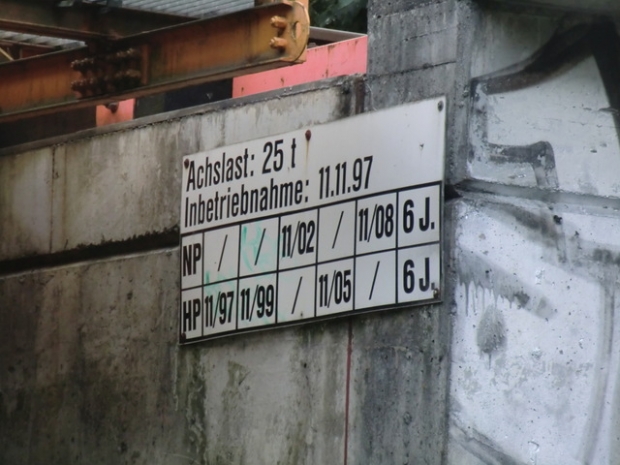 Achslast: 25 t
Inbetriebnahme: 11.11.97
NP / / 11/02 / 11/08 6 J.
HP 11/97 11/99 / 11/05 / 6 J.